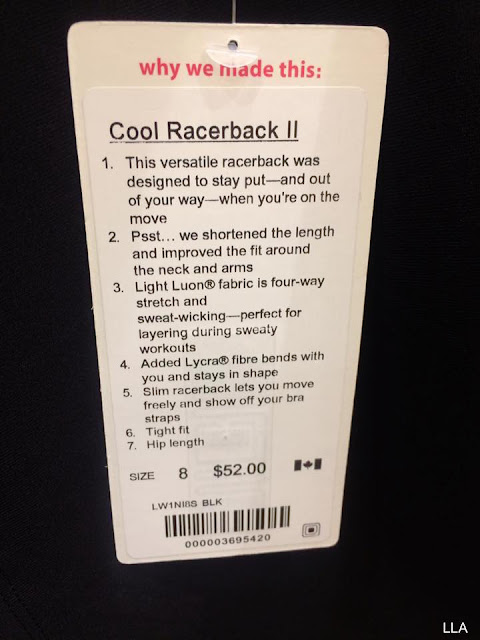 why we made this:
Cool Racerback II
1. This versatile racerback was
designed to stay put—and out
of your way—when you're on the
move
2. Psst... we shortened the length
and improved the fit around
the neck and arms
3. Light Luon® fabric is four-way
stretch and
sweat-wicking—perfect for
layering during sweaty
workouts
4. Added Lycra® fibre bends with
you and stays in shape
5. Slim racerback lets you move
freely and show off your bra
straps
6. Tight fit
7. Hip length
SIZE 8 $52.00
BLK
000003695420
LLA